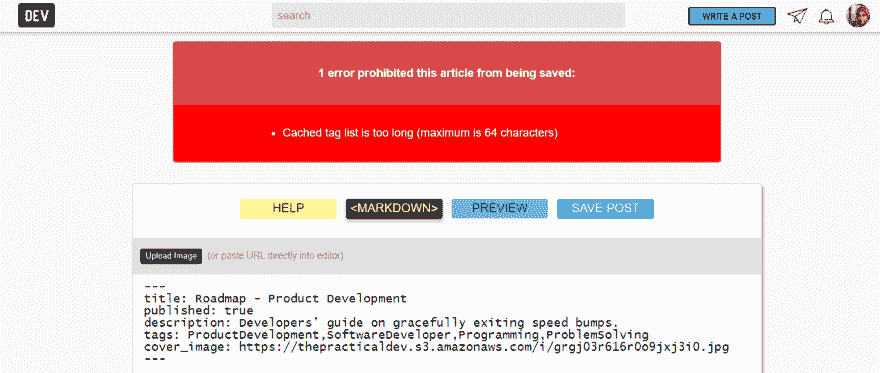 DEV search WRITE A POST
1 error prohibited this article from being saved:
• Cached tag list is too long (maximum is 64 characters)
HELP <MARKDOWN> PREVIEW SAVE POST
Upload Image (or paste URL directly into editor)
---
title: Roadmap - Product Development
published: true
description: Developers' guide on gracefully exiting speed bumps.
tags: ProductDevelopment,SoftwareDeveloper,Programming,ProblemSolving
cover_image: https://thepracticaldev.s3.amazonaws.com/i/grgj03r616r0o9jxj3i0.jpg
---